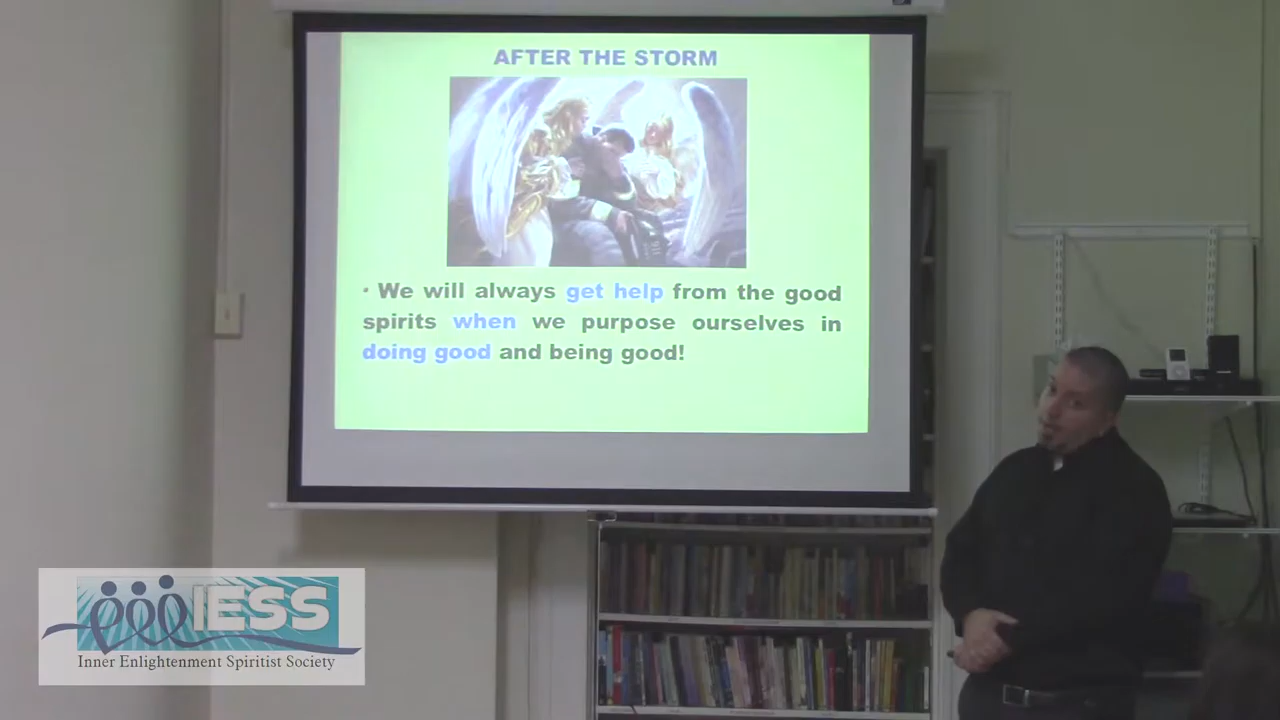 AFTER THE STORM
• We will always get help from the good
spirits when we purpose ourselves in
doing good and being good!
IESS
Inner Enlightenment Spiritist Society